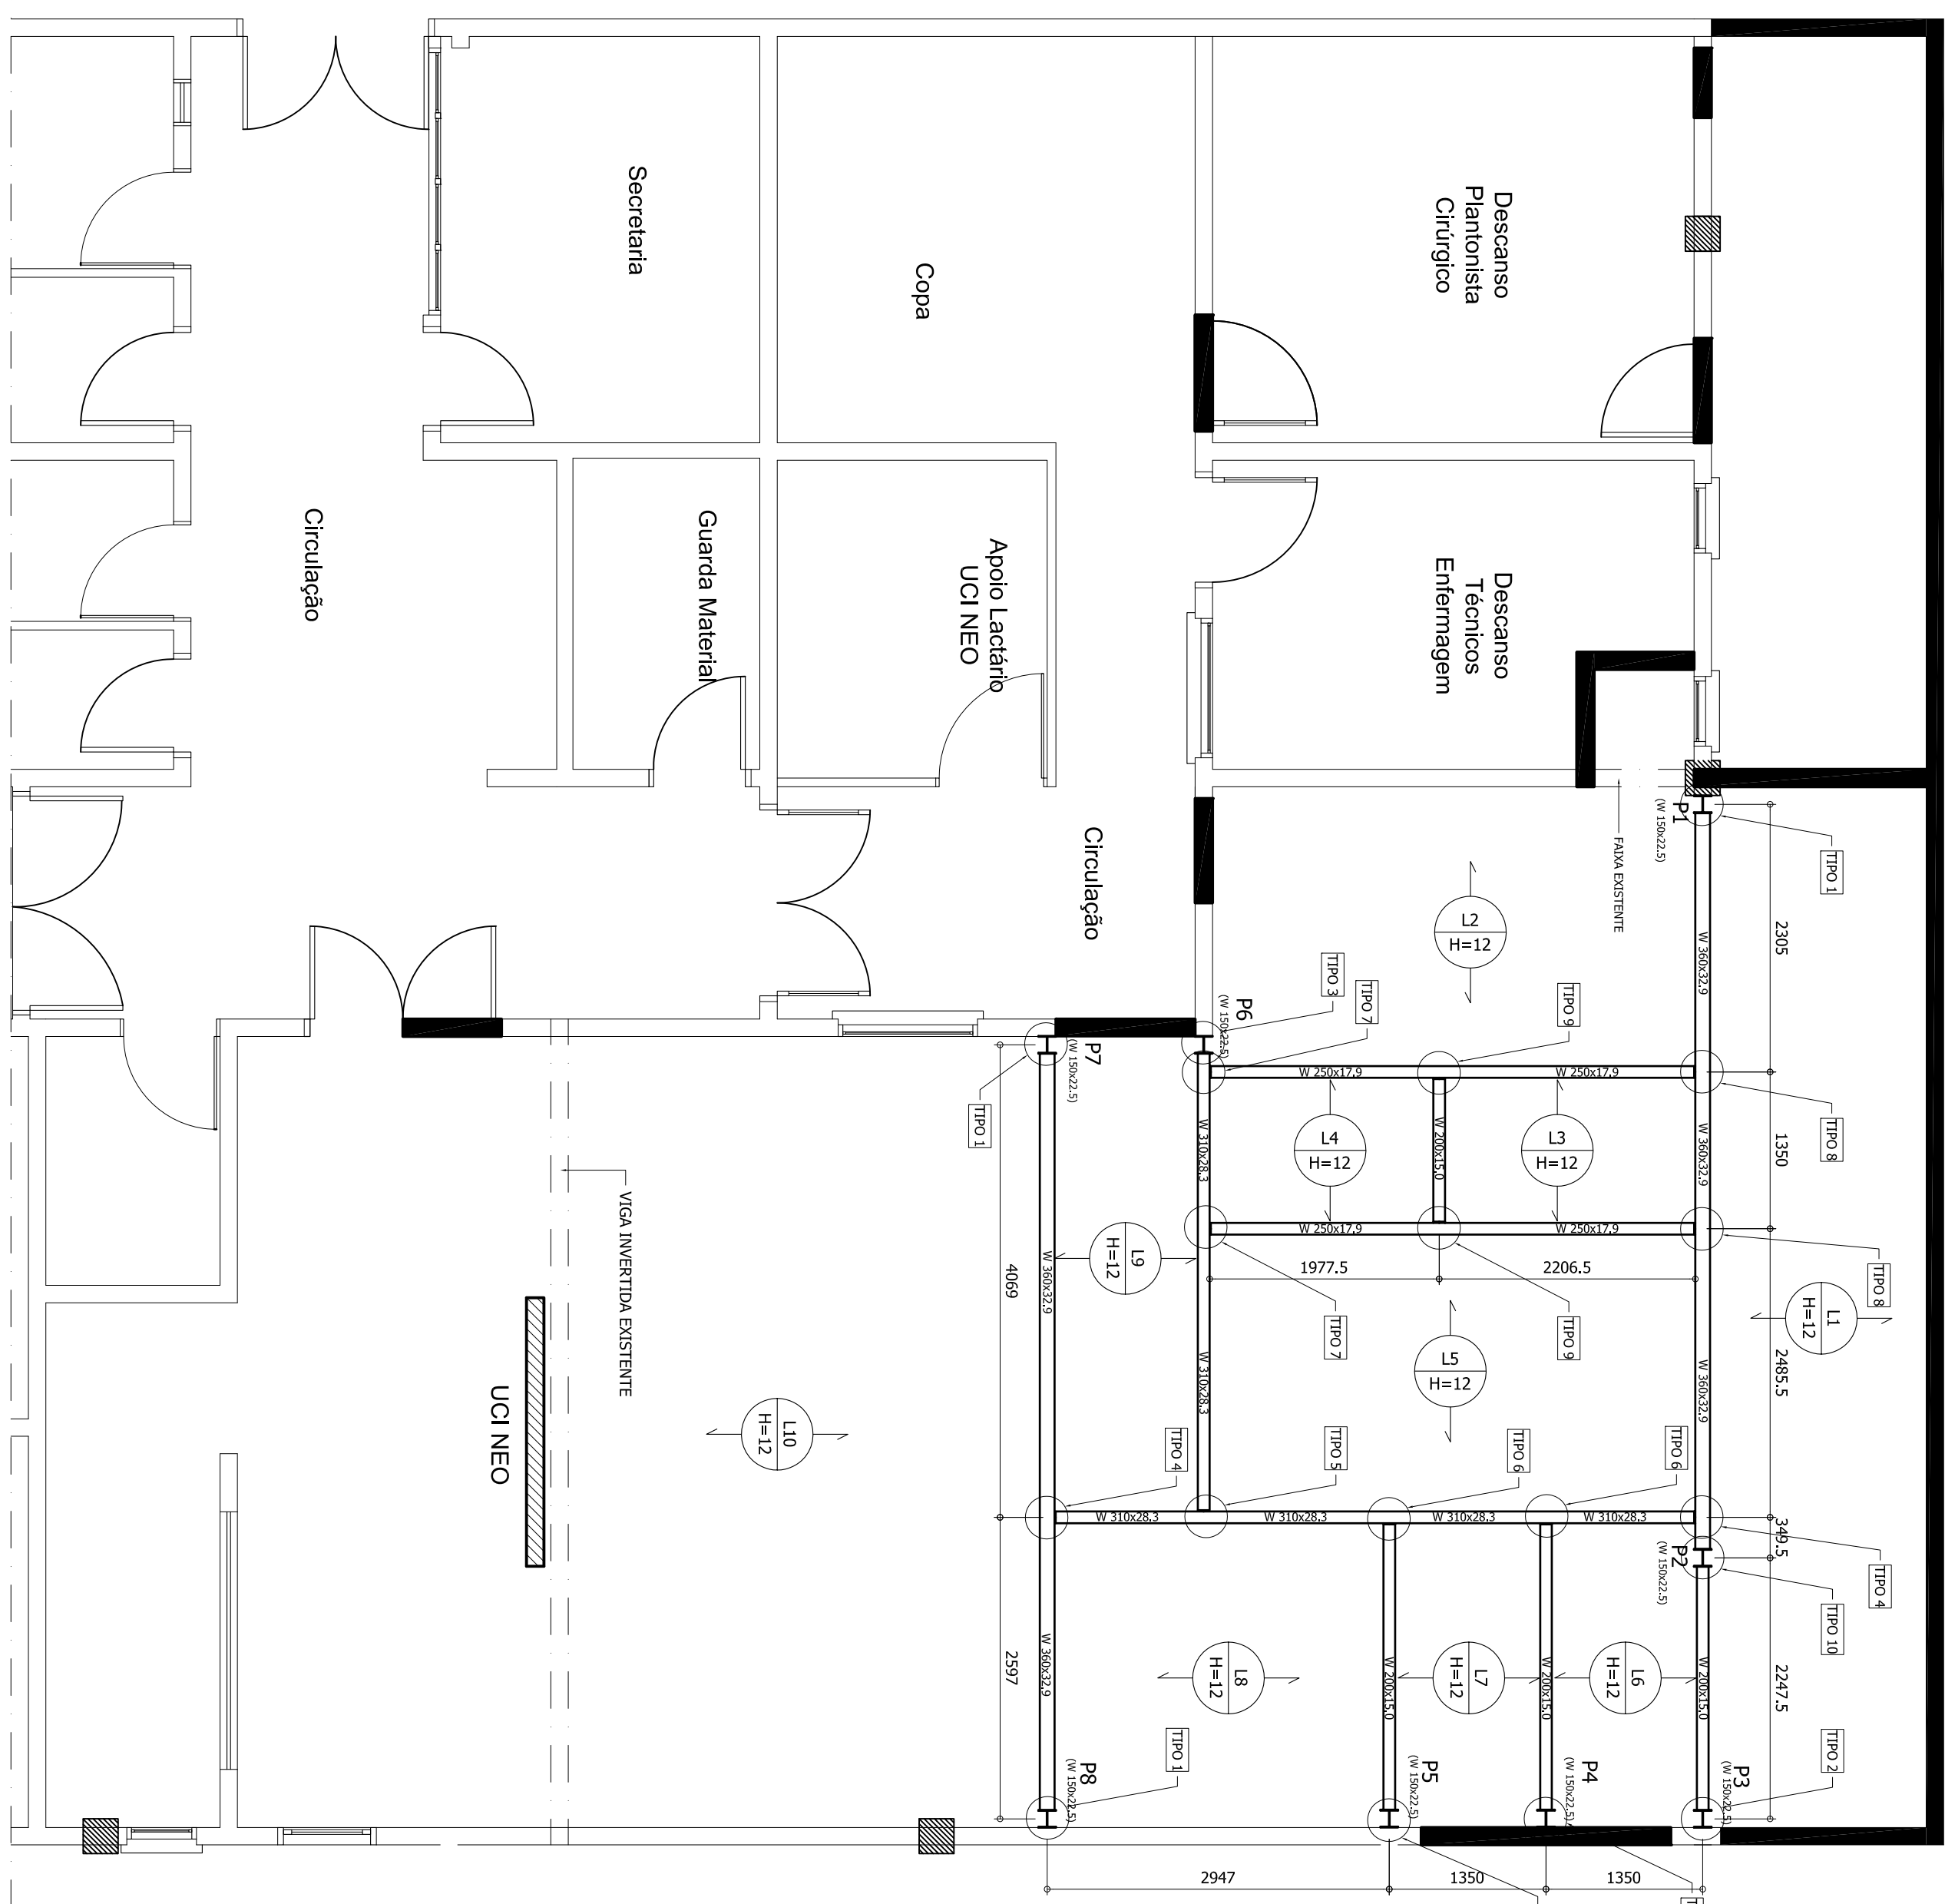 Secretaria
Copa
Descanso
Plantonista
Cirúrgico
Circulação
Guarda Material
Apoio Lactário
UCI NEO
Descanso
Técnicos
Enfermagem
Circulação
FAIXA EXISTENTE
P1
(W 150x22.5)
TIPO 1
2305
W 360x32.9
L2
H=12
TIPO 3
TIPO 7
TIPO 9
P6
(W 150x22.5)
P7
(W 150x22.5)
TIPO 1
W 250x17.9
W 250x17.9
TIPO 8
1350
W 360x32.9
W 310x28.3
L4
H=12
W 200x15.0
L3
H=12
W 250x17.9
W 250x17.9
TIPO 8
1977.5
2206.5
L9
H=12
4069
W 360x32.9
TIPO 7
TIPO 9
L1
H=12
2485.5
W 360x32.9
L5
H=12
W 310x28.3
VIGA INVERTIDA EXISTENTE
UCI NEO
L10
H=12
TIPO 4
TIPO 5
TIPO 6
TIPO 6
W 310x28.3
W 310x28.3
W 310x28.3
W 310x28.3
349.5
P2
(W 150x22.5)
TIPO 4
TIPO 10
2597
W 360x32.9
L8
H=12
W 200x15.0
L7
H=12
W 200x15.0
L6
H=12
W 200x15.0
2247.5
TIPO 1
P8
(W 150x22.5)
P5
(W 150x22.5)
P4
(W 150x22.5)
P3
(W 150x22.5)
TIPO 2
2947
1350
1350